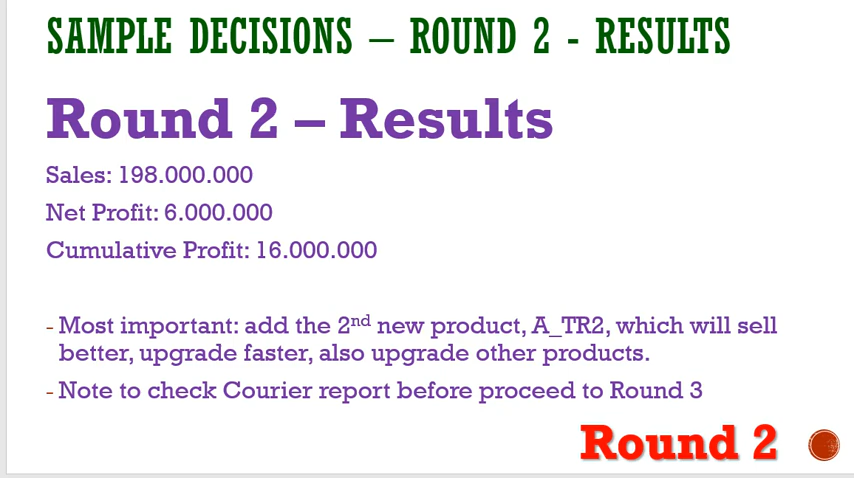 SAMPLE DECISIONS – ROUND 2 - RESULTS
Round 2 – Results
Sales: 198.000.000
Net Profit: 6.000.000
Cumulative Profit: 16.000.000
- Most important: add the 2nd new product, A_TR2, which will sell
better, upgrade faster, also upgrade other products.
- Note to check Courier report before proceed to Round 3
Round 2